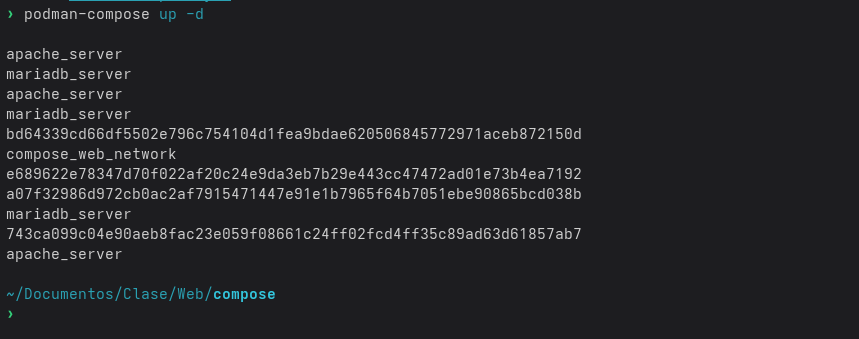 › podman-compose up -d
apache_server
mariadb_server
apache_server
mariadb_server
bd64339cd66df5502e796c754104d1fea9bdae620506845772971aceb872150d
compose_web_network
e689622e78347d70f022af20c24e9da3eb7b29e443cc47472ad01e73b4ea7192
a07f32986d972cb0ac2af7915471447e91e1b7965f64b7051ebe90865bcd038b
mariadb_server
743ca099c04e90aeb8fac23e059f08661c24ff02fcd4ff35c89ad63d61857ab7
apache_server
~/Documentos/Clase/Web/compose
›